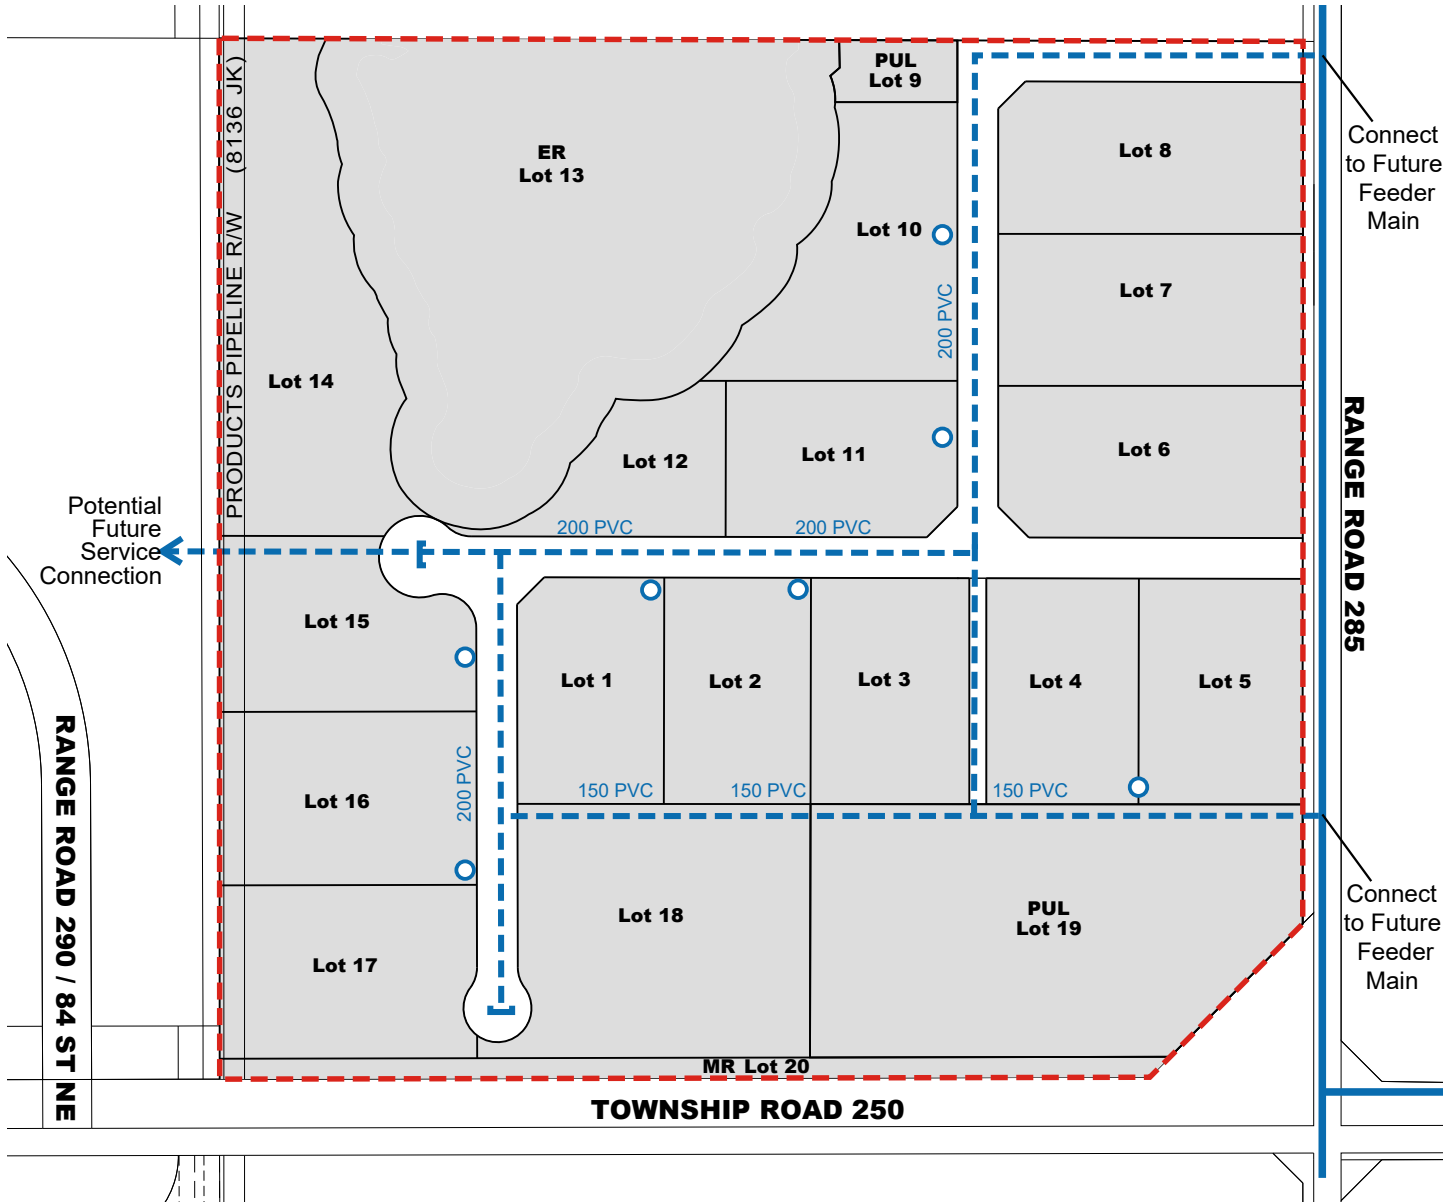 PUL
Lot 9
PRODUCTS PIPELINE R/W (8136 JK)
ER
Lot 13
Lot 8
Connect
to Future
Feeder
Main
Lot 10
Lot 7
200 PVC
Lot 14
Lot 12
Lot 11
Lot 6
RANGE ROAD 285
Potential
Future
Service
Connection
200 PVC
200 PVC
Lot 15
Lot 1
Lot 2
Lot 3
Lot 4
Lot 5
RANGE ROAD 290 / 84 ST NE
Lot 16
200 PVC
150 PVC
150 PVC
150 PVC
Lot 17
Lot 18
PUL
Lot 19
Connect
to Future
Feeder
Main
MR Lot 20
TOWNSHIP ROAD 250